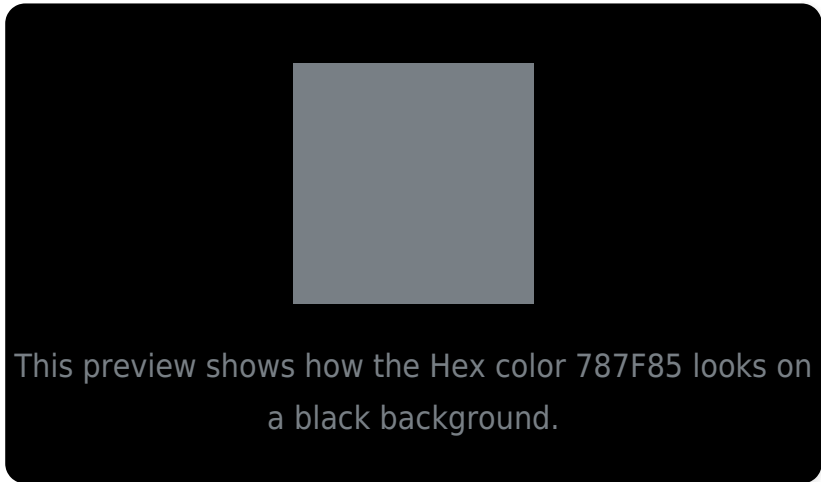 This preview shows how the Hex color 787F85 looks on
a black background.